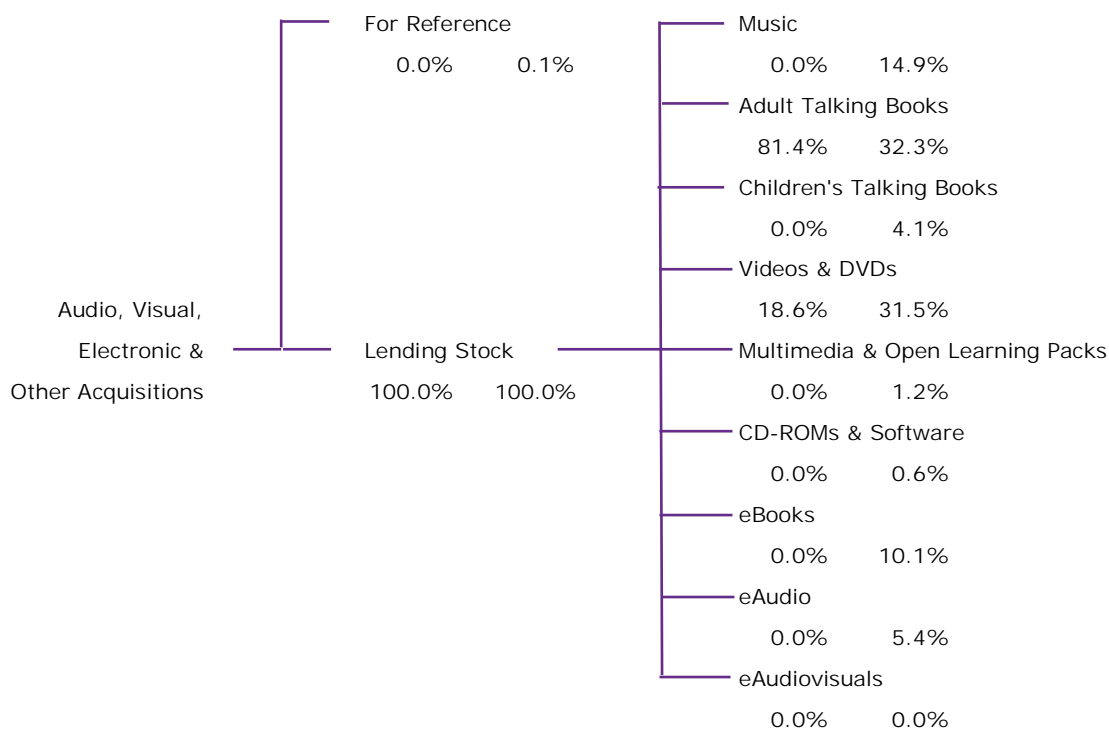 For Reference
0.0% 0.1%
Audio, Visual,
Electronic &
Other Acquisitions
Lending Stock
100.0% 100.0%
Music
0.0% 14.9%
Adult Talking Books
81.4% 32.3%
Children's Talking Books
0.0% 4.1%
Videos & DVDs
18.6% 31.5%
Multimedia & Open Learning Packs
0.0% 1.2%
CD-ROMs & Software
0.0% 0.6%
eBooks
0.0% 10.1%
eAudio
0.0% 5.4%
eAudiovisuals
0.0% 0.0%